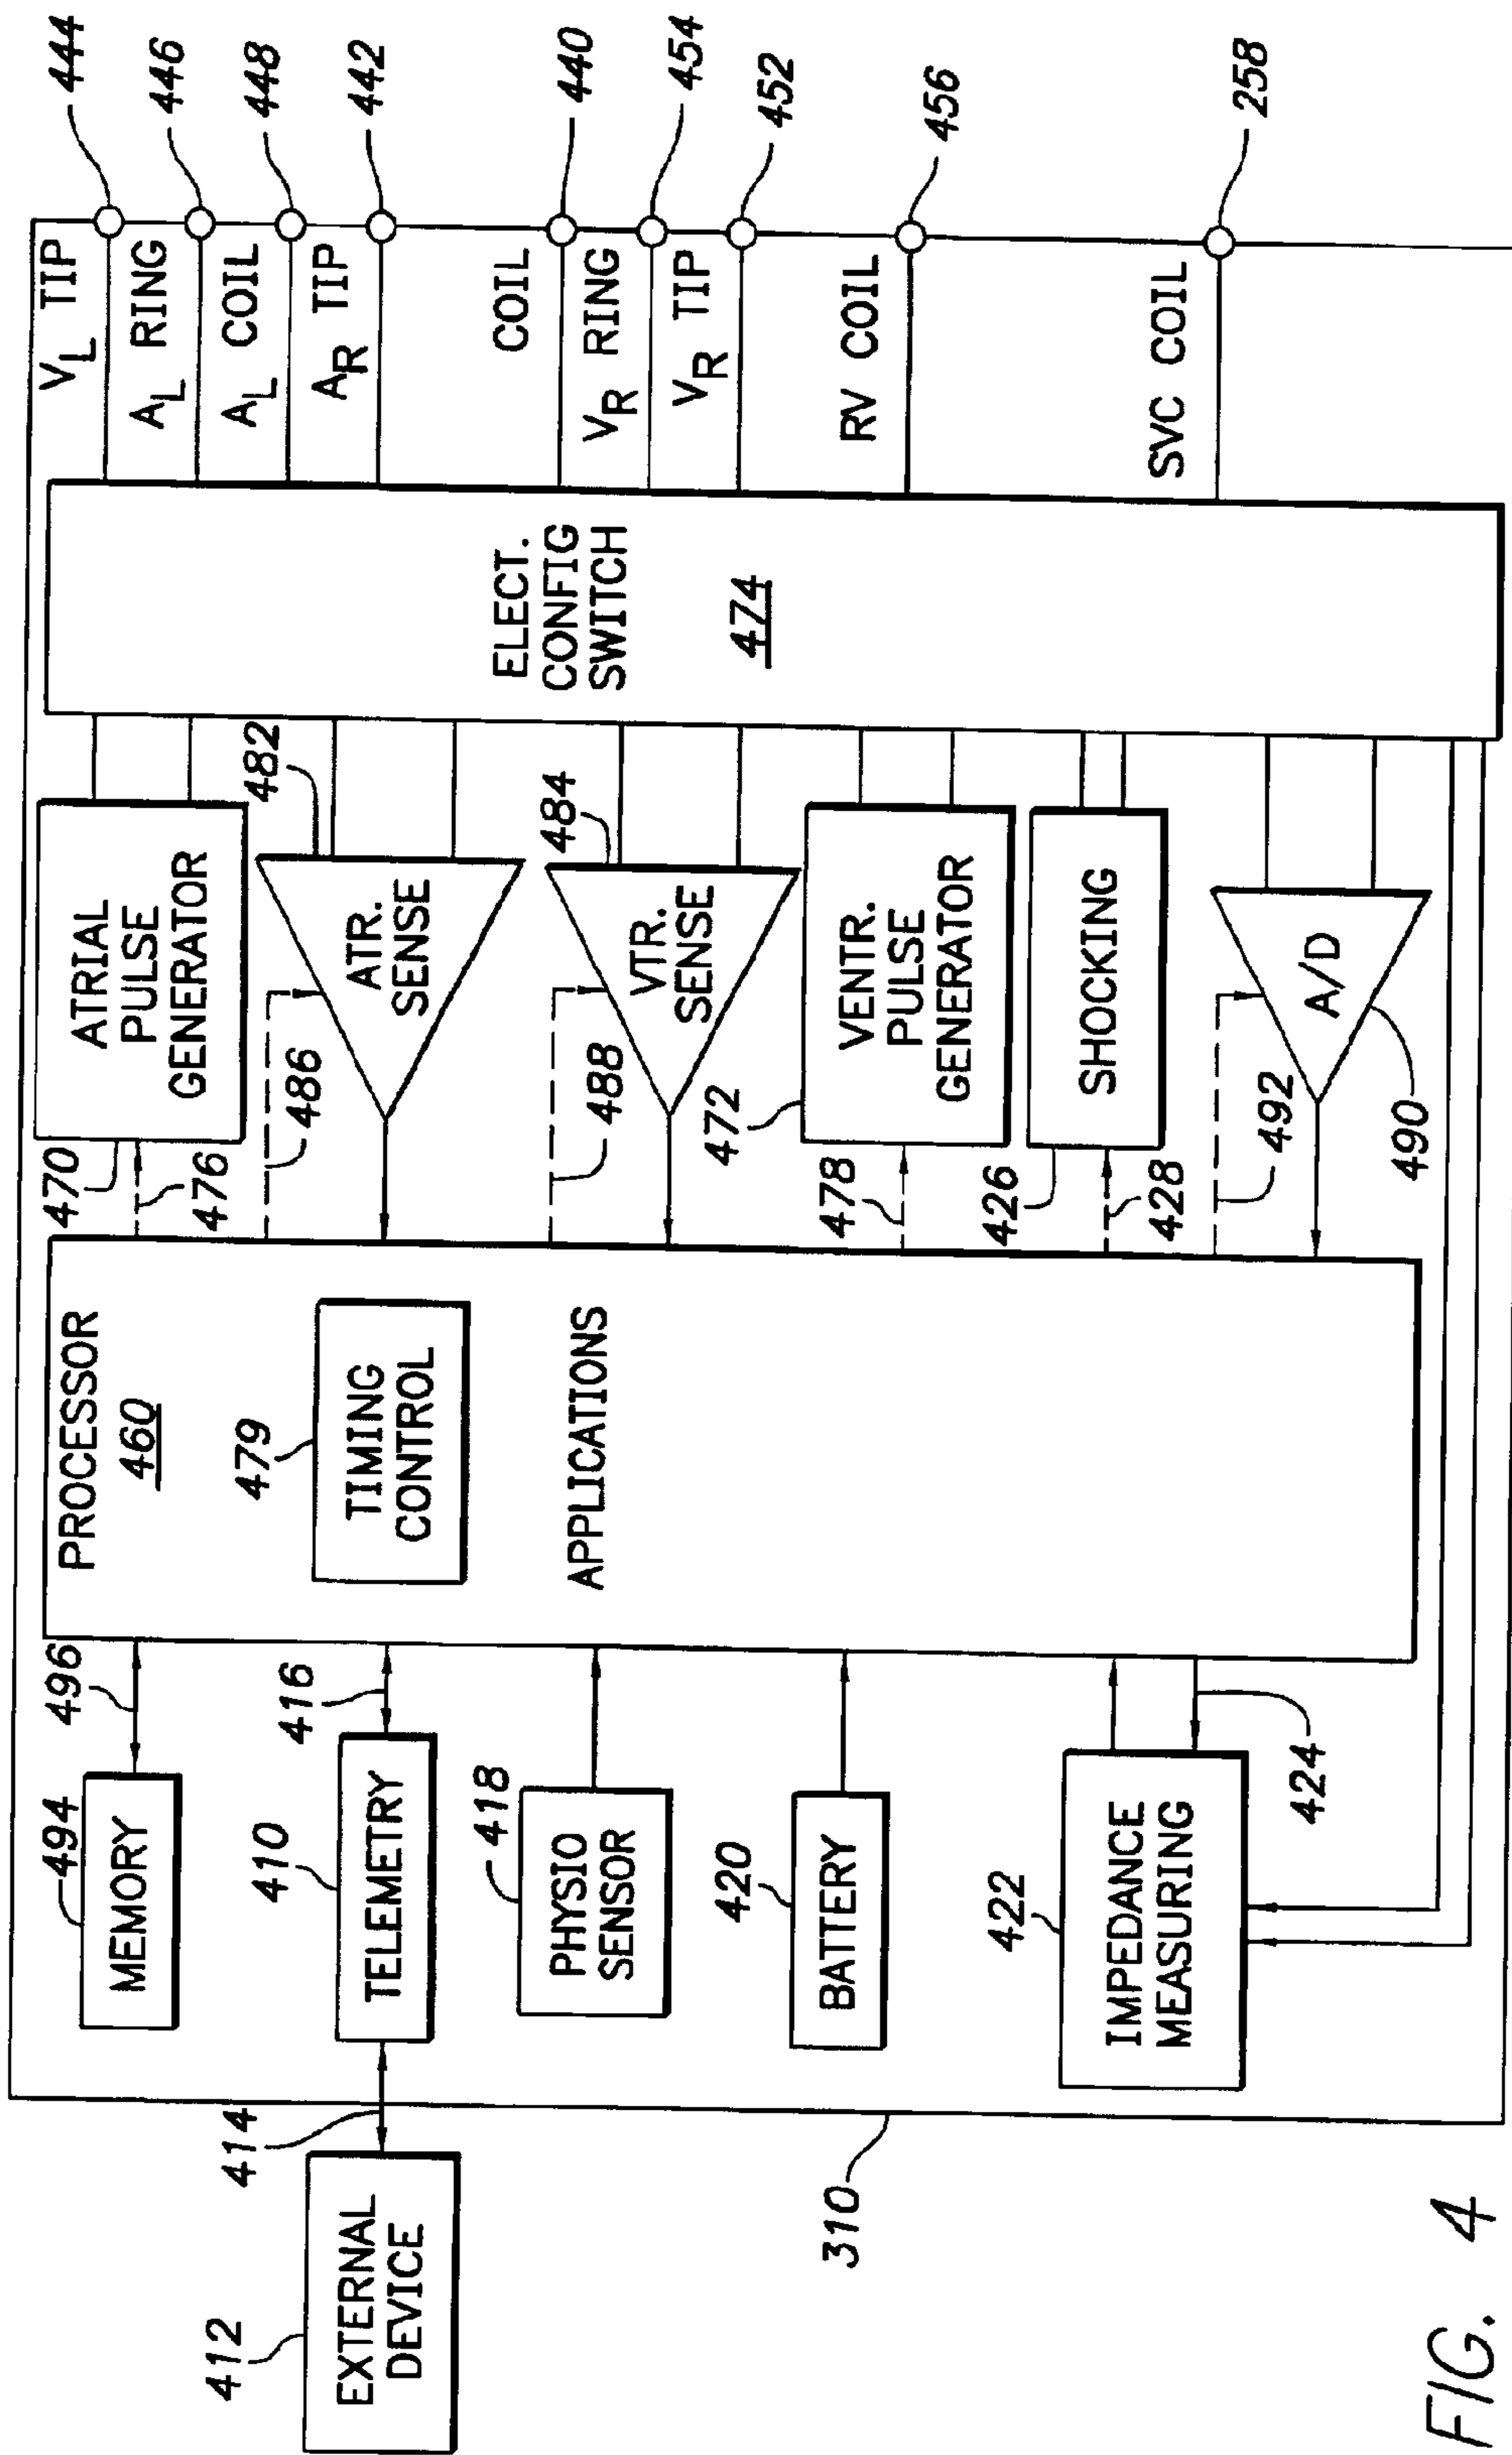 V_L TIP
444
A_L RING
446
A_L COIL
448
A_R TIP
442
COIL
440
V_R RING
454
V_R TIP
452
RV COIL
456
SVC COIL
258
ELECT.
CONFIG
SWITCH
474
ATRIAL
PULSE
GENERATOR
470
476
482
ATR.
SENSE
486
484
VTR.
SENSE
488
472
VENTR.
PULSE
GENERATOR
478
SHOCKING
426
428
A/D
492
490
PROCESSOR
460
479
TIMING
CONTROL
APPLICATIONS
496
494
MEMORY
416
410
TELEMETRY
418
PHYSIO
SENSOR
420
BATTERY
422
IMPEDANCE
MEASURING
424
414
412
EXTERNAL
DEVICE
310
FIG. 4